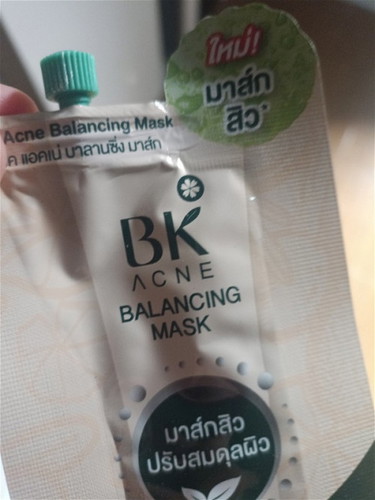 ใหม่!
มาส์ก
สิว*
Acne Balancing Mask
ค แอคเน่ บาลานซิ่ง มาส์ก
BK
ACNE
BALANCING
MASK
มาส์กสิว
ปรับสมดุลผิว